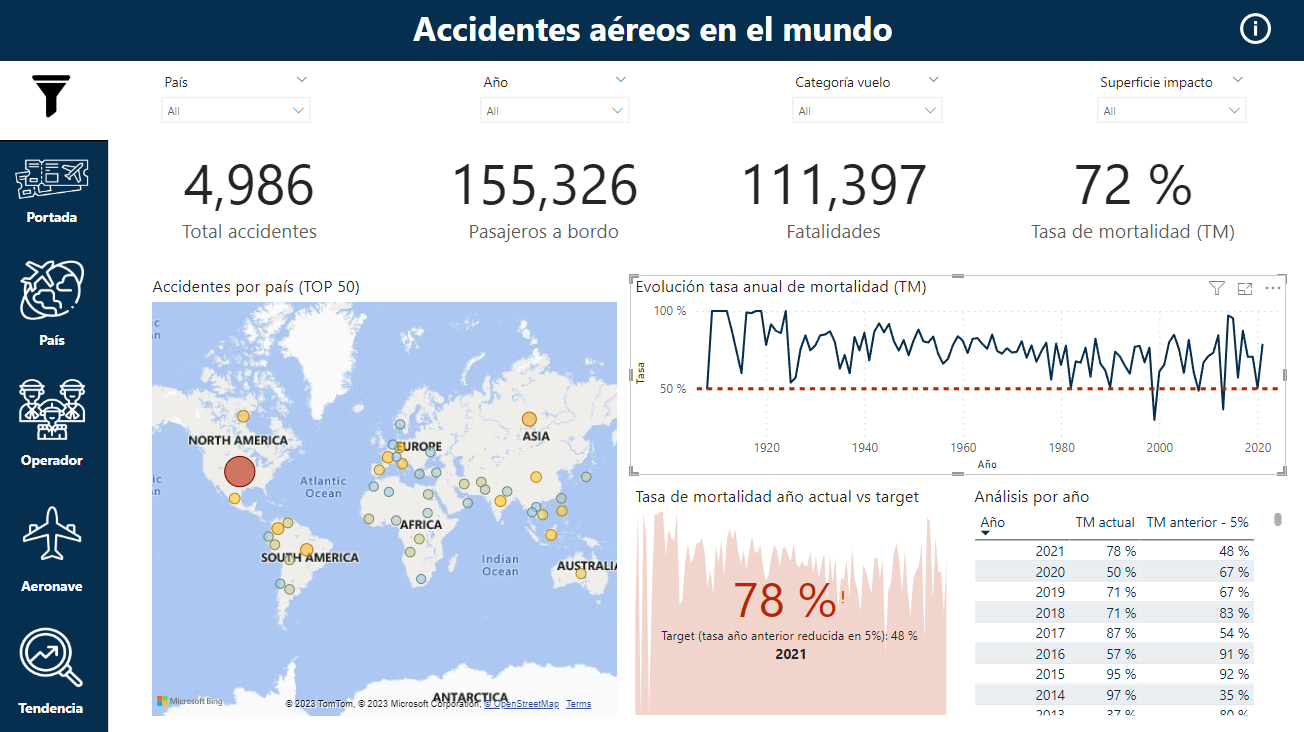 Accidentes aéreos en el mundo
País
Año
Categoría vuelo
Superficie impacto
All
All
All
All
4,986
155,326
111,397
72 %
Total accidentes
Pasajeros a bordo
Fatalidades
Tasa de mortalidad (TM)
Portada
País
Operador
Aeronave
Tendencia
Accidentes por país (TOP 50)
NORTH AMERICA
EUROPE
ASIA
Atlantic
Ocean
AFRICA
SOUTH AMERICA
Indian
Ocean
AUSTRALIA
ANTARCTICA
Microsoft Bing
© 2023 TomTom, © 2023 Microsoft Corporation, © OpenStreetMap Terms
Evolución tasa anual de mortalidad (TM)
100 %
50 %
Tasa
1920 1940 1960 1980 2000 2020
Año
Tasa de mortalidad año actual vs target
78 % !
Target (tasa año anterior reducida en 5%): 48 %
2021
Análisis por año
Año TM actual TM anterior - 5%
2021 78 % 48 %
2020 50 % 67 %
2019 71 % 67 %
2018 71 % 83 %
2017 87 % 54 %
2016 57 % 91 %
2015 95 % 92 %
2014 97 % 35 %
2013 37 % 80 %